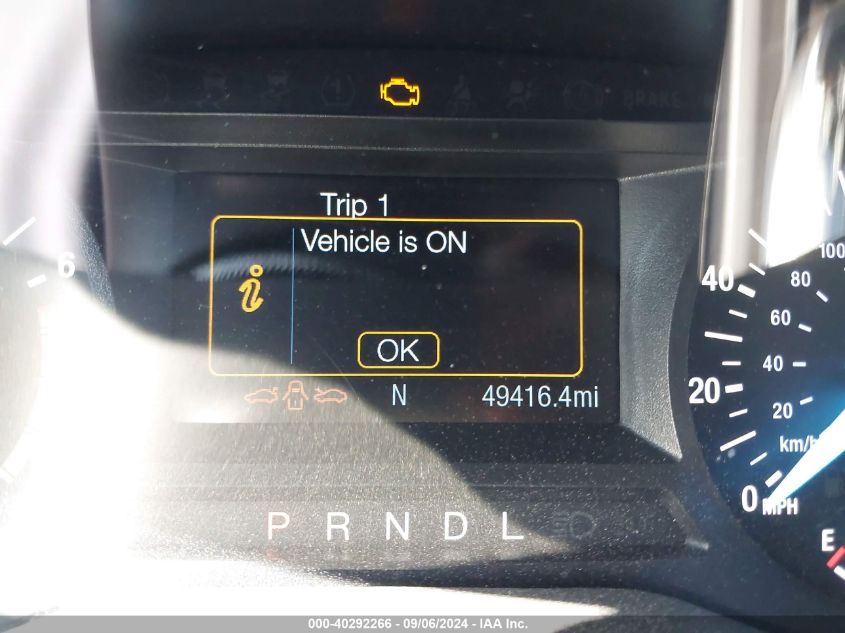 BRAKE
Trip 1
Vehicle is ON
OK
N 49416.4mi
6
100
40 80
60
20 40
20
km/h
0 MPH
P R N D L
E
000-40292266 - 09/06/2024 - IAA Inc.